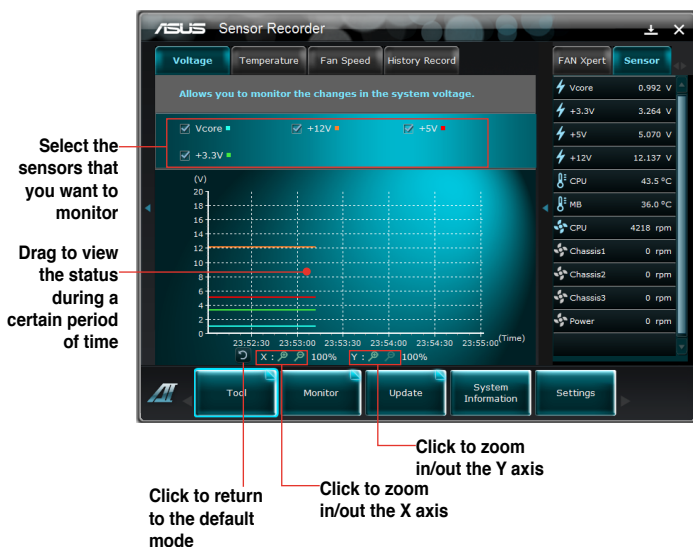 ASUS Sensor Recorder
Voltage
Temperature
Fan Speed
History Record
FAN Xpert
Sensor
Allows you to monitor the changes in the system voltage.
Vcore
+12V
+5V
+3.3V
Select the
sensors that
you want to
monitor
Drag to view
the status
during a
certain period
of time
(V)
20
18
16
14
12
10
8
6
4
2
0
23:52:30 23:53:00 23:53:30 23:54:00 23:54:30 23:55:00 (Time)
X : 100% Y : 100%
Vcore 0.992 V
+3.3V 3.264 V
+5V 5.070 V
+12V 12.137 V
CPU 43.5 °C
MB 36.0 °C
CPU 4218 rpm
Chassis1 0 rpm
Chassis2 0 rpm
Chassis3 0 rpm
Power 0 rpm
Tool
Monitor
Update
System
Information
Settings
Click to zoom
in/out the Y axis
Click to zoom
in/out the X axis
Click to return
to the default
mode